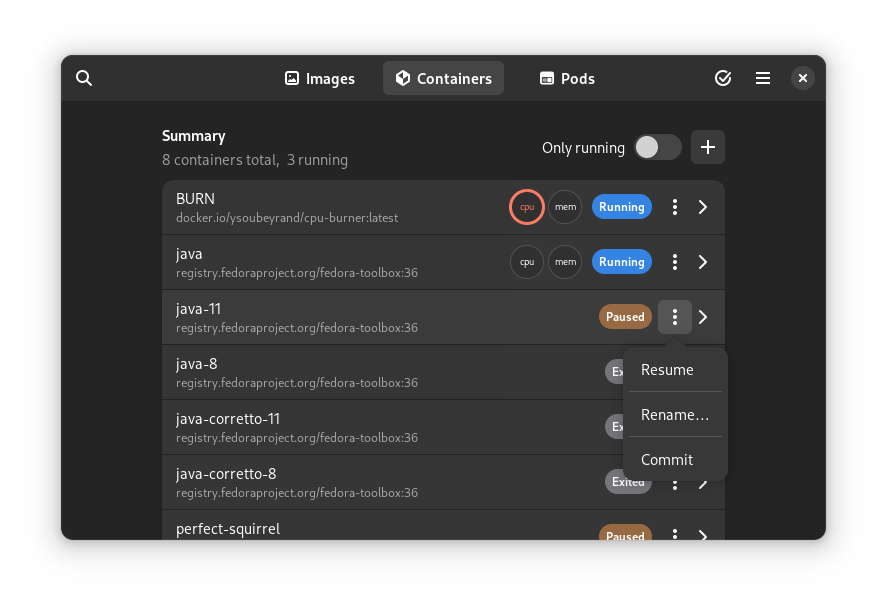 Images
Containers
Pods
Summary
8 containers total, 3 running
Only running
BURN
docker.io/ysoubeyrand/cpu-burner:latest
cpu
mem
Running
java
registry.fedoraproject.org/fedora-toolbox:36
cpu
mem
Running
java-11
registry.fedoraproject.org/fedora-toolbox:36
Paused
java-8
registry.fedoraproject.org/fedora-toolbox:36
Ex
Resume
java-corretto-11
registry.fedoraproject.org/fedora-toolbox:36
Ex
Rename…
java-corretto-8
registry.fedoraproject.org/fedora-toolbox:36
Exited
Commit
perfect-squirrel
Paused